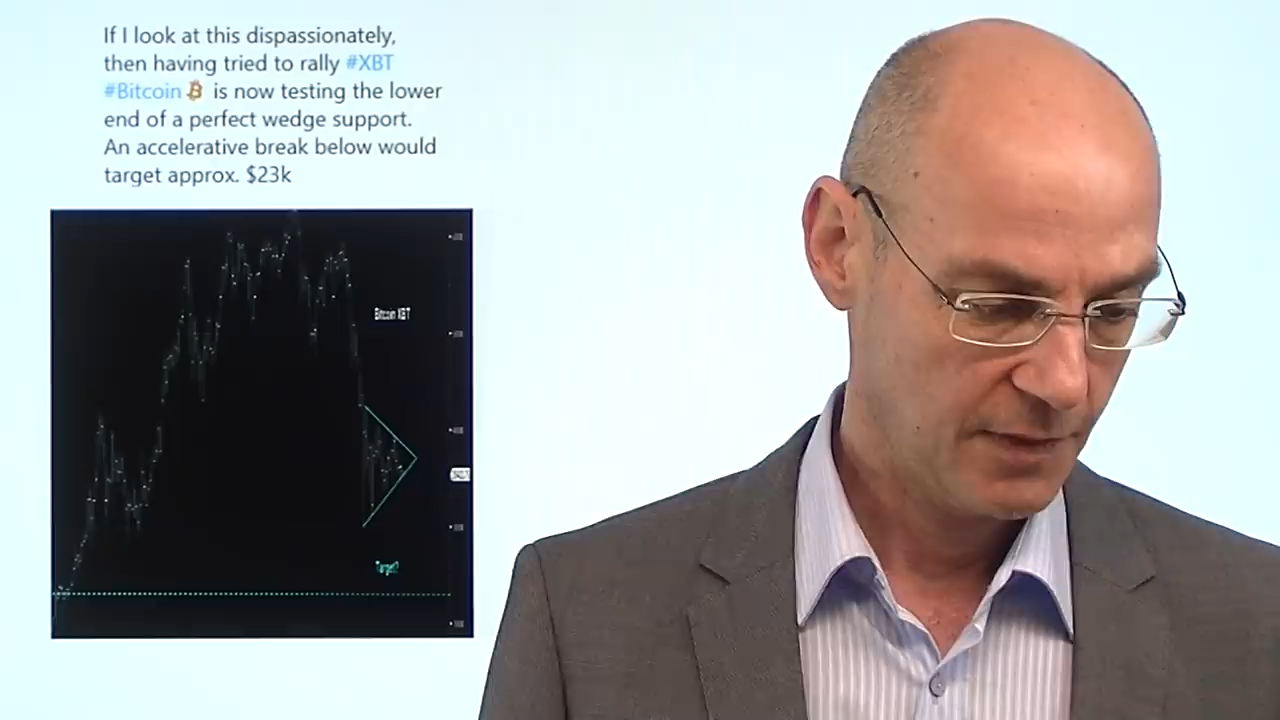 If I look at this dispassionately,
then having tried to rally #XBT
#Bitcoin is now testing the lower
end of a perfect wedge support.
An accelerative break below would
target approx. $23k
Bitcoin XBT
Target?